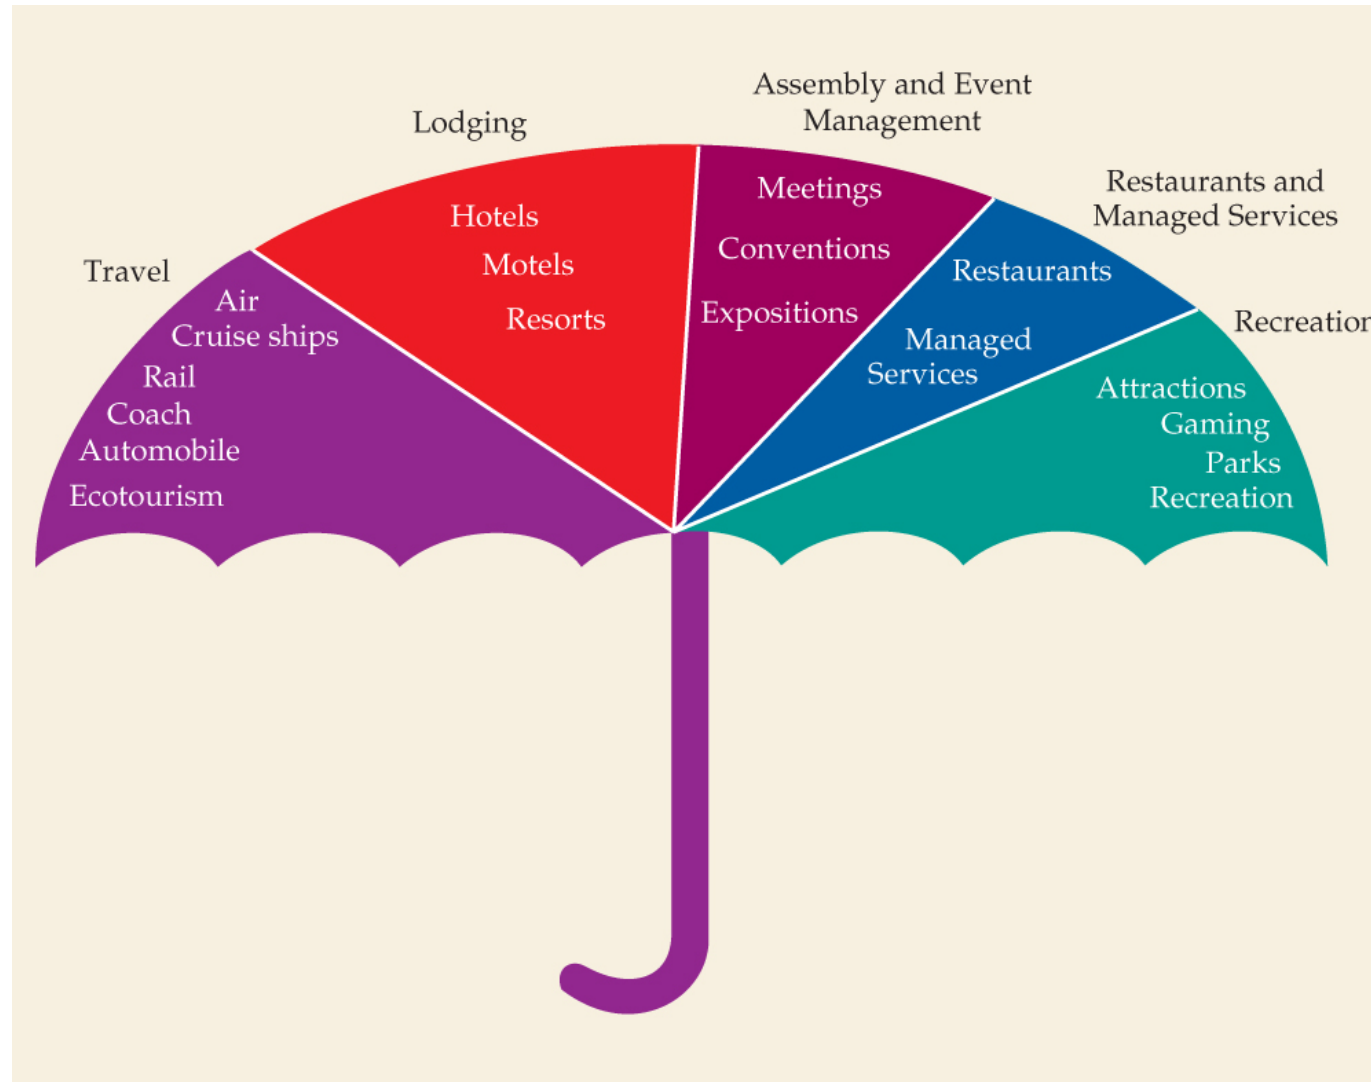 Travel
Air
Cruise ships
Rail
Coach
Automobile
Ecotourism
Lodging
Hotels
Motels
Resorts
Assembly and Event
Management
Meetings
Conventions
Expositions
Restaurants and
Managed Services
Restaurants
Managed
Services
Recreation
Attractions
Gaming
Parks
Recreation